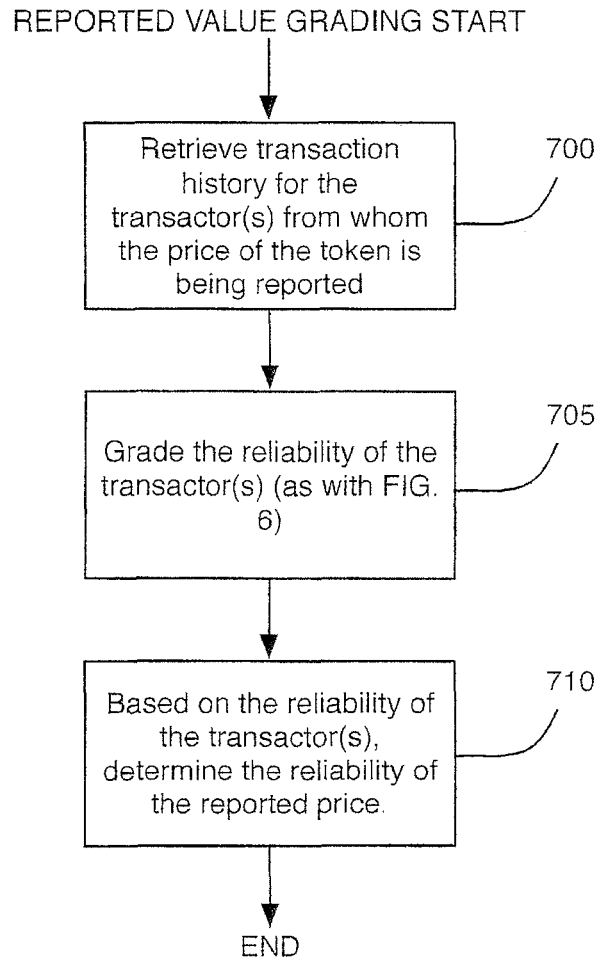 REPORTED VALUE GRADING START
Retrieve transaction
history for the
transactor(s) from whom
the price of the token is
being reported
700
Grade the reliability of the
transactor(s) (as with FIG.
6)
705
Based on the reliability of
the transactor(s),
determine the reliability of
the reported price.
710
END